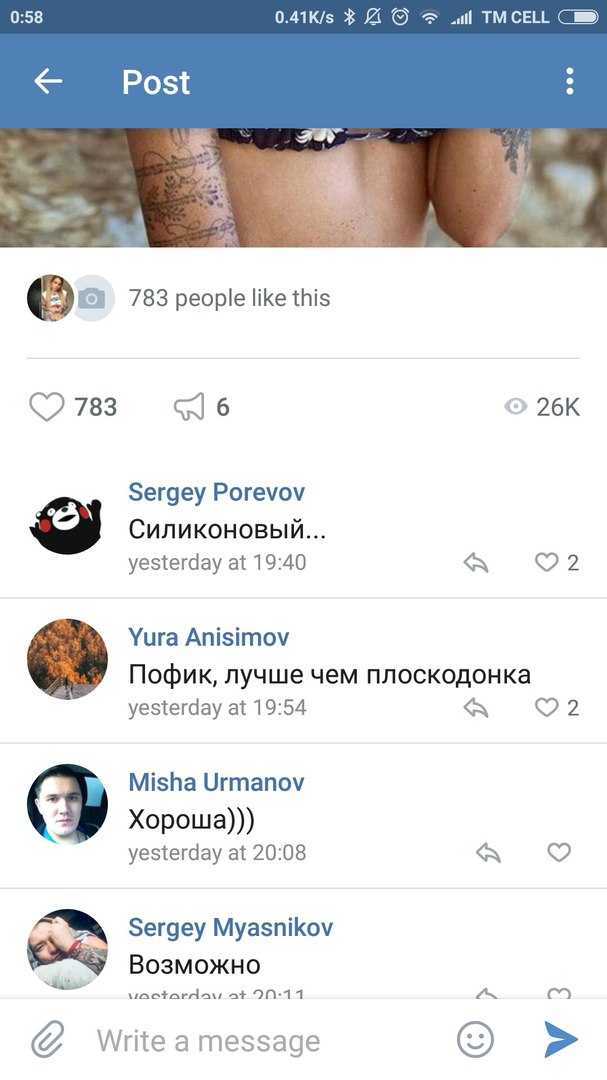 0:58
0.41K/s
TM CELL
Post
783 people like this
783
6
26K
Sergey Porevov
Силиконовый...
yesterday at 19:40
2
Yura Anisimov
Пофик, лучше чем плоскодонка
yesterday at 19:54
2
Misha Urmanov
Хороша)))
yesterday at 20:08
Sergey Myasnikov
Возможно
yesterday at 20:11
Write a message